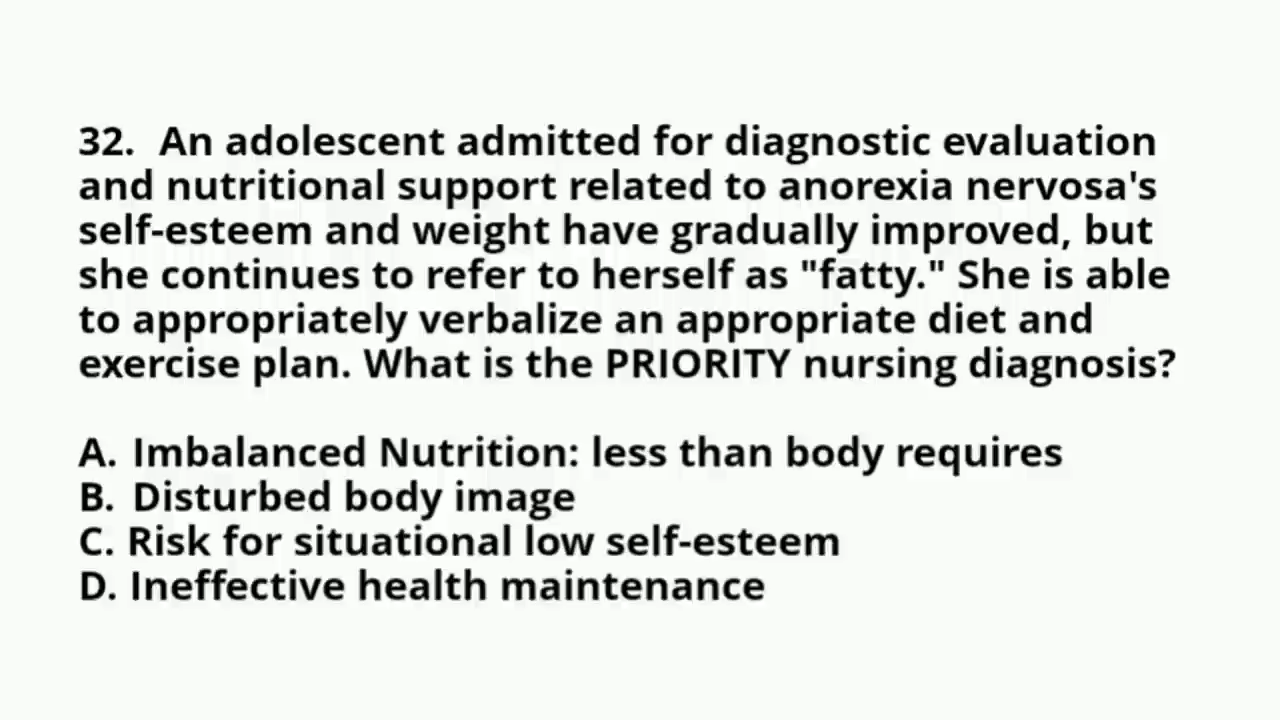 32. An adolescent admitted for diagnostic evaluation
and nutritional support related to anorexia nervosa's
self-esteem and weight have gradually improved, but
she continues to refer to herself as "fatty." She is able
to appropriately verbalize an appropriate diet and
exercise plan. What is the PRIORITY nursing diagnosis?
A. Imbalanced Nutrition: less than body requires
B. Disturbed body image
C. Risk for situational low self-esteem
D. Ineffective health maintenance